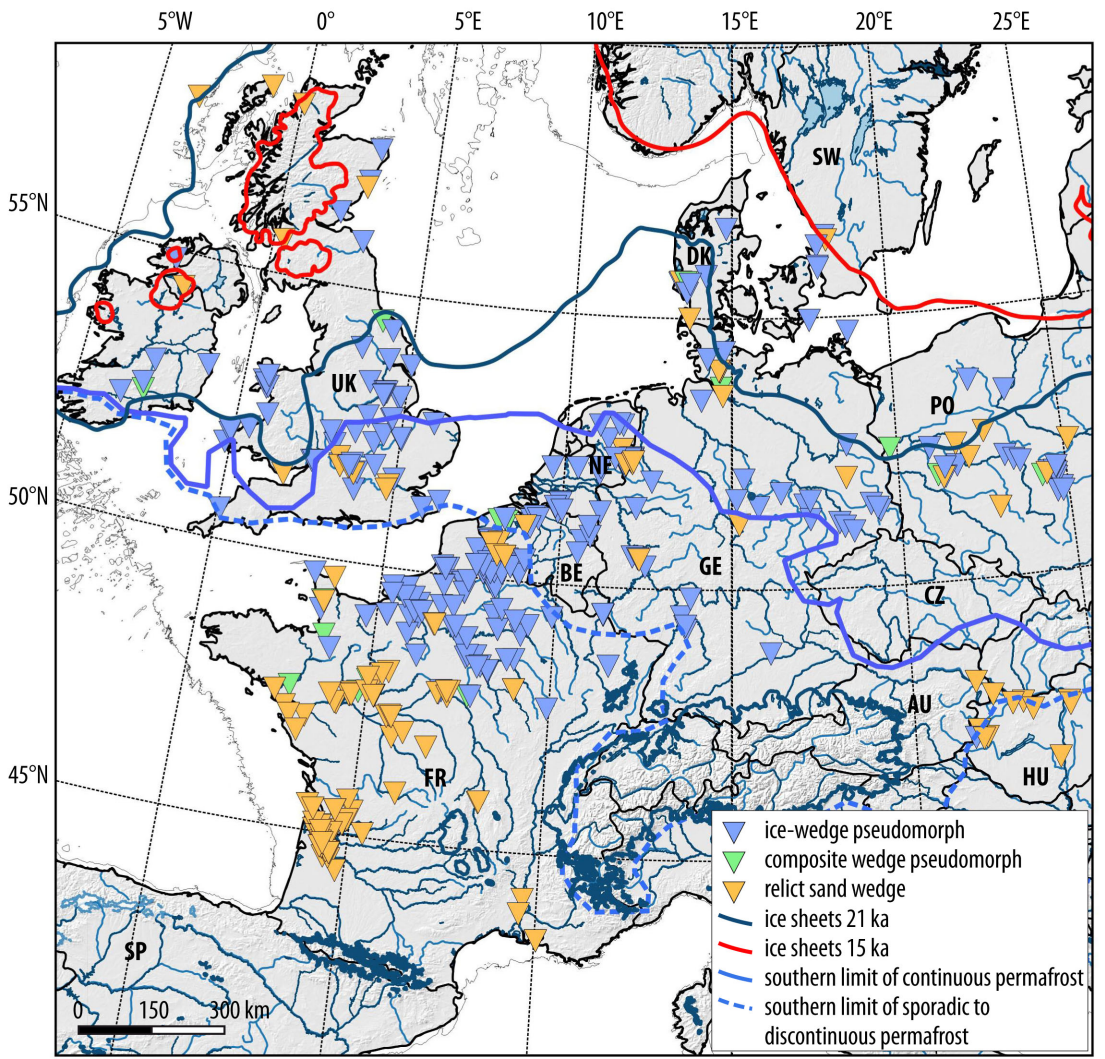 5°W 0° 5°E 10°E 15°E 20°E 25°E
SW
55°N
DK
UK
PO
NE
50°N
BE
GE
CZ
AU
45°N
FR
HU
ice-wedge pseudomorph
composite wedge pseudomorph
relict sand wedge
ice sheets 21 ka
ice sheets 15 ka
SP
southern limit of continuous permafrost
southern limit of sporadic to
discontinuous permafrost
0 150 300 km